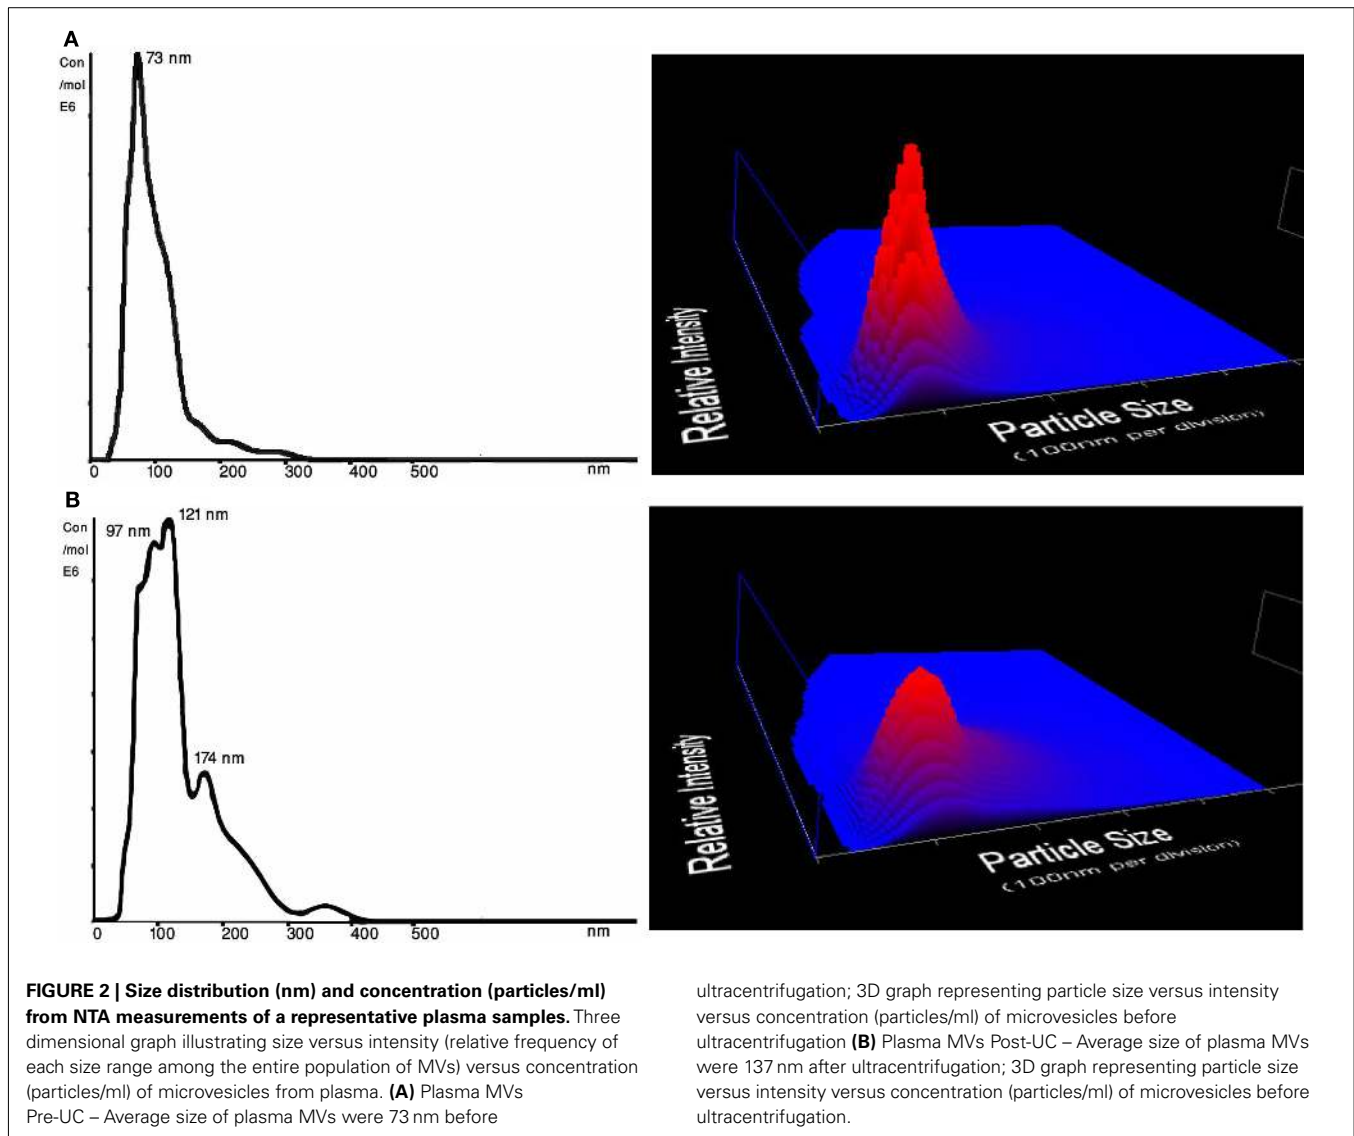 A
Con
/mol
E6
73 nm
0 100 200 300 400 500 nm
Relative Intensity
Particle Size
(100nm per division)
B
Con
/mol
E6
97 nm
121 nm
174 nm
0 100 200 300 400 500 nm
Relative Intensity
Particle Size
(100nm per division)
FIGURE 2 | Size distribution (nm) and concentration (particles/ml)
from NTA measurements of a representative plasma samples. Three
dimensional graph illustrating size versus intensity (relative frequency of
each size range among the entire population of MVs) versus concentration
(particles/ml) of microvesicles from plasma. (A) Plasma MVs
Pre-UC – Average size of plasma MVs were 73 nm before
ultracentrifugation; 3D graph representing particle size versus intensity
versus concentration (particles/ml) of microvesicles before
ultracentrifugation (B) Plasma MVs Post-UC – Average size of plasma MVs
were 137 nm after ultracentrifugation; 3D graph representing particle size
versus intensity versus concentration (particles/ml) of microvesicles before
ultracentrifugation.